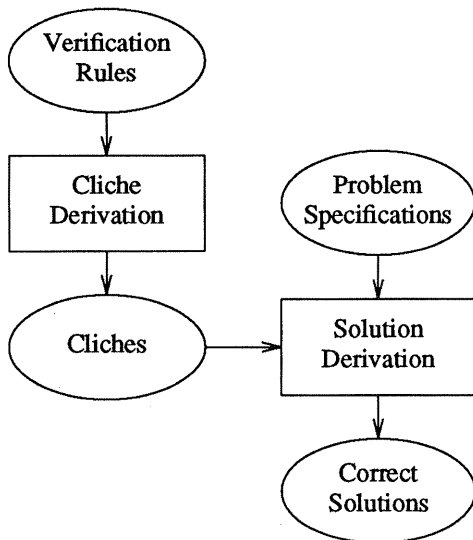 Verification
Rules
Cliche
Derivation
Problem
Specifications
Cliches
Solution
Derivation
Correct
Solutions